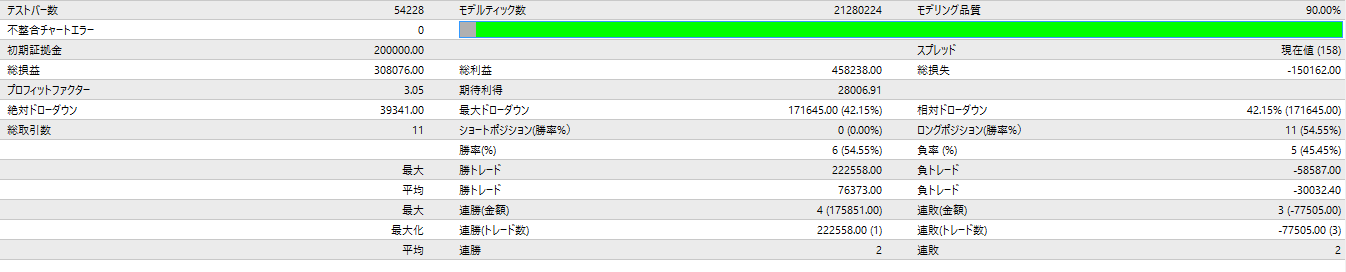 テストバー数 54228 モデルティック数 21280224 モデリング品質 90.00%
不整合チャートエラー 0
初期証拠金 200000.00 スプレッド 現在値 (158)
総損益 308076.00 総利益 458238.00 総損失 -150162.00
プロフィットファクター 3.05 期待利得 28006.91
絶対ドローダウン 39341.00 最大ドローダウン 171645.00 (42.15%) 相対ドローダウン 42.15% (171645.00)
総取引数 11 ショートポジション(勝率%) 0 (0.00%) ロングポジション(勝率%) 11 (54.55%)
勝率(%) 6 (54.55%) 負率 (%) 5 (45.45%)
最大 勝トレード 222558.00 負トレード -58587.00
平均 勝トレード 76373.00 負トレード -30032.40
最大 連勝(金額) 4 (175851.00) 連敗(金額) 3 (-77505.00)
最大化 連勝(トレード数) 222558.00 (1) 連敗(トレード数) -77505.00 (3)
平均 連勝 2 連敗 2